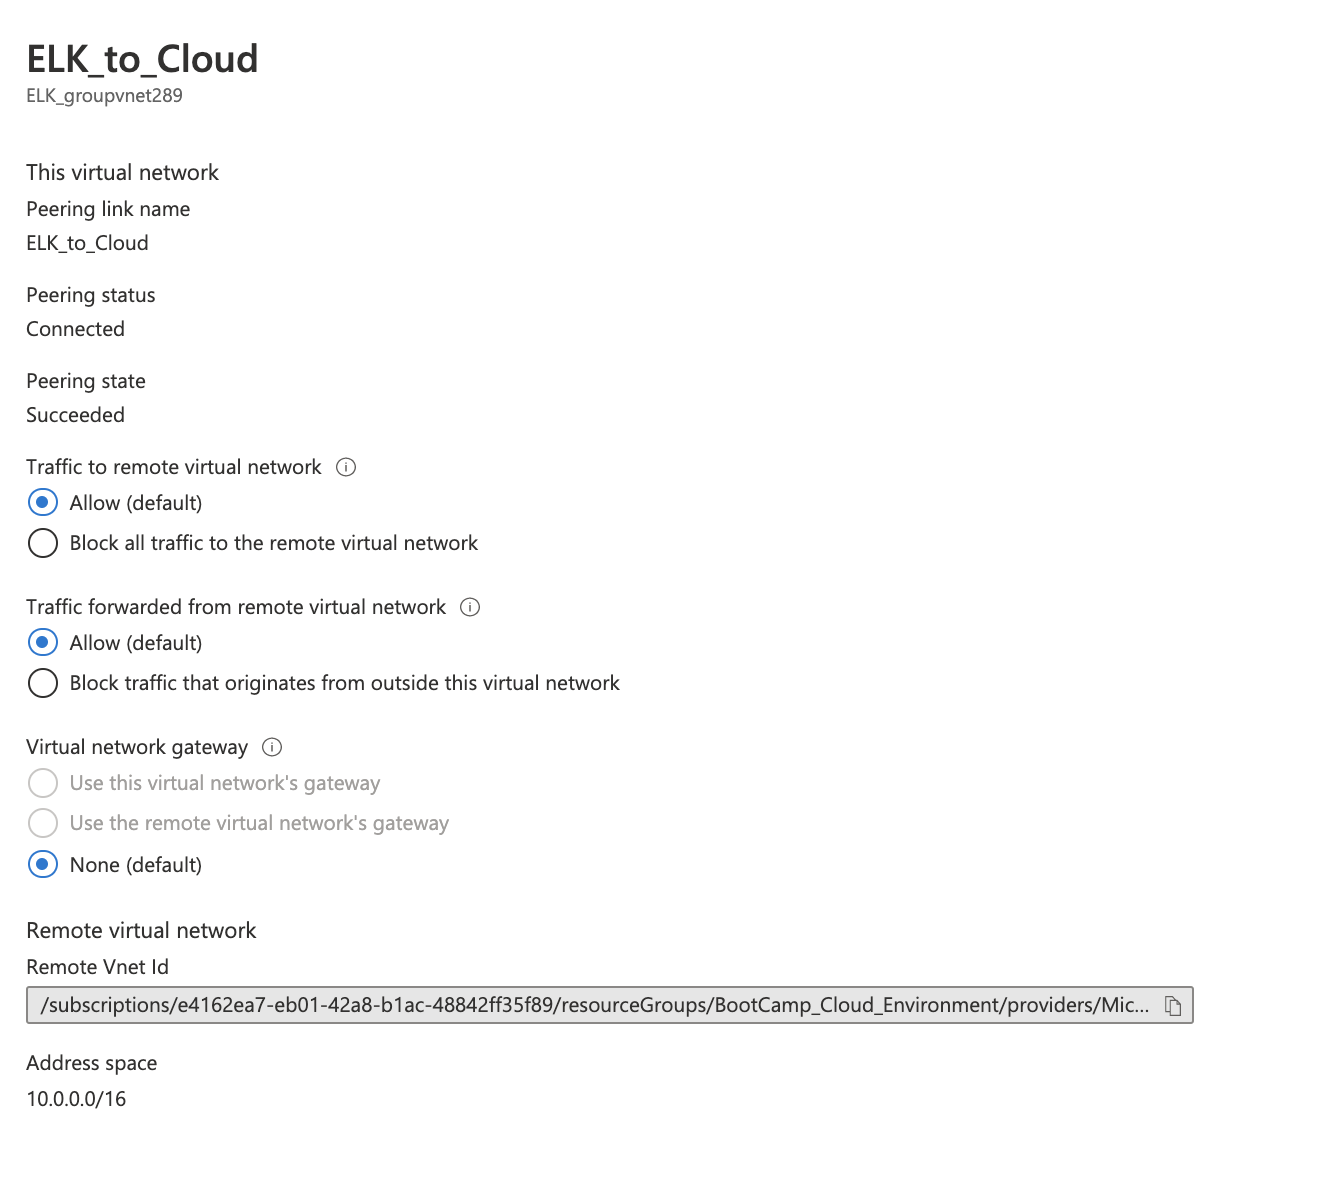 ELK_to_Cloud
ELK_groupvnet289
This virtual network
Peering link name
ELK_to_Cloud
Peering status
Connected
Peering state
Succeeded
Traffic to remote virtual network
Allow (default)
Block all traffic to the remote virtual network
Traffic forwarded from remote virtual network
Allow (default)
Block traffic that originates from outside this virtual network
Virtual network gateway
Use this virtual network's gateway
Use the remote virtual network's gateway
None (default)
Remote virtual network
Remote Vnet Id
/subscriptions/e4162ea7-eb01-42a8-b1ac-48842ff35f89/resourceGroups/BootCamp_Cloud_Environment/providers/Mic...
Address space
10.0.0.0/16